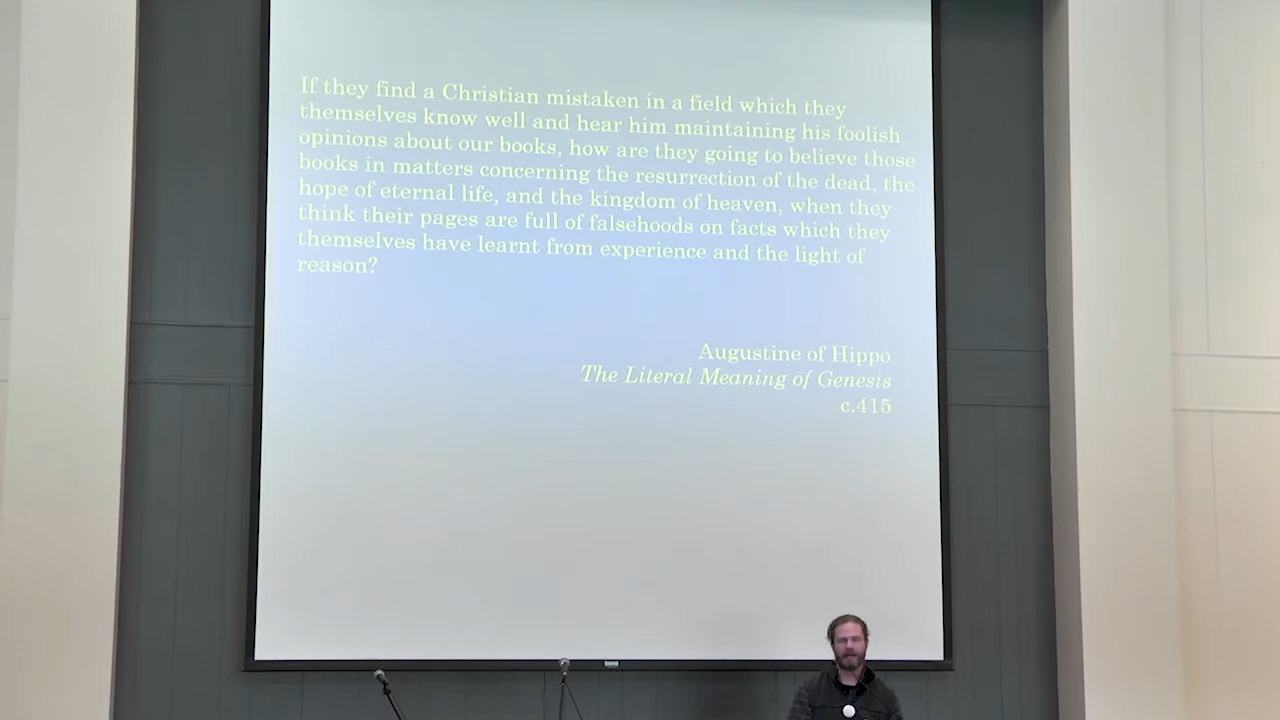 If they find a Christian mistaken in a field which they
themselves know well and hear him maintaining his foolish
opinions about our books, how are they going to believe those
books in matters concerning the resurrection of the dead, the
hope of eternal life, and the kingdom of heaven, when they
think their pages are full of falsehoods on facts which they
themselves have learnt from experience and the light of
reason?
Augustine of Hippo
The Literal Meaning of Genesis
c.415